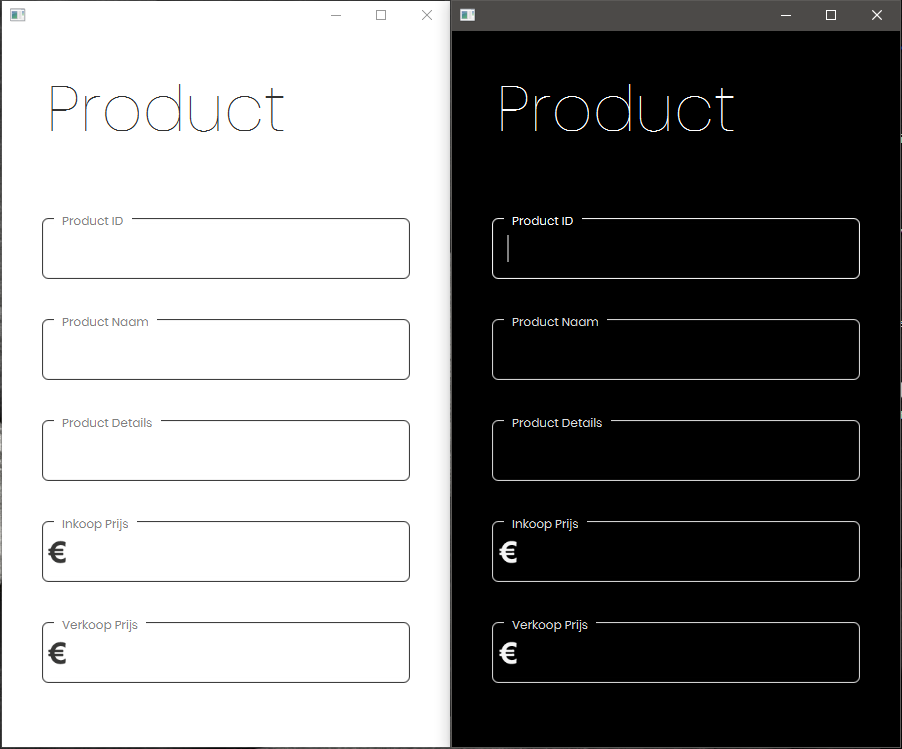 Product
Product ID
Product Naam
Product Details
Inkoop Prijs
€
Verkoop Prijs
€
Product
Product ID
Product Naam
Product Details
Inkoop Prijs
€
Verkoop Prijs
€